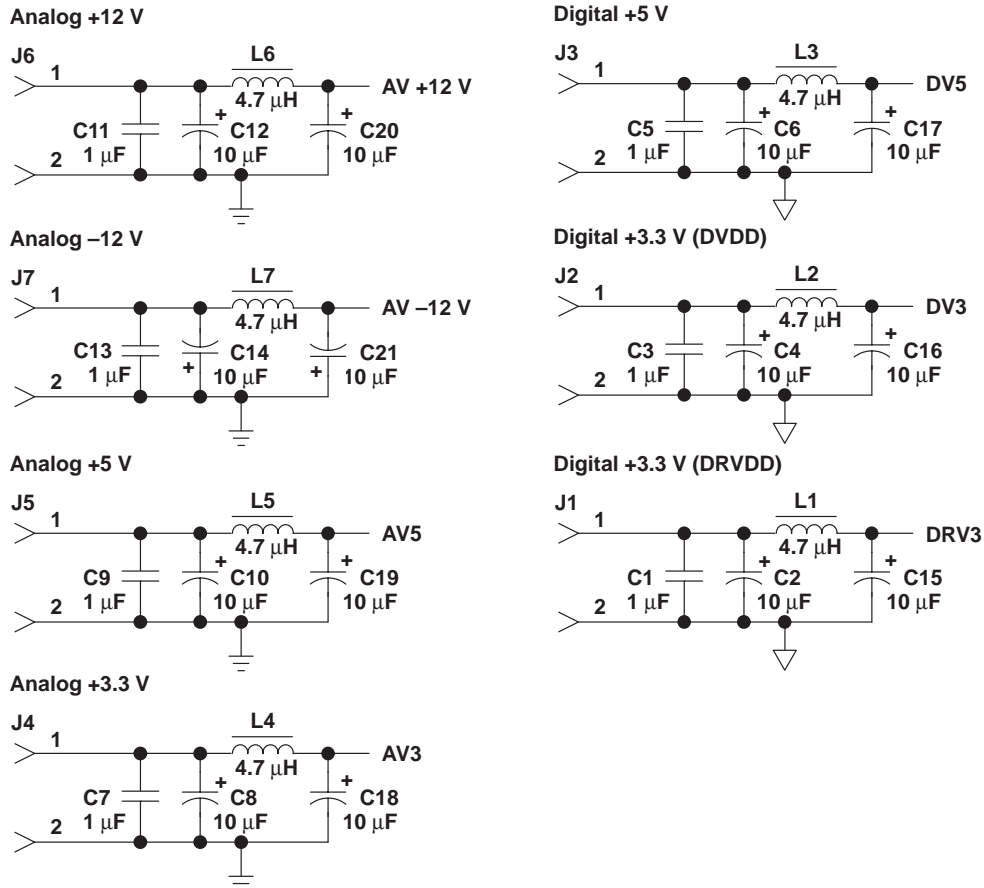 Analog +12 V
J6
1
L6
4.7 μH
AV +12 V
C11
1 μF
+
C12
10 μF
+
C20
10 μF
2
Analog –12 V
J7
1
L7
4.7 μH
AV –12 V
C13
1 μF
+
C14
10 μF
+
C21
10 μF
2
Analog +5 V
J5
1
L5
4.7 μH
AV5
C9
1 μF
+
C10
10 μF
+
C19
10 μF
2
Analog +3.3 V
J4
1
L4
4.7 μH
AV3
C7
1 μF
+
C8
10 μF
+
C18
10 μF
2
Digital +5 V
J3
1
L3
4.7 μH
DV5
C5
1 μF
+
C6
10 μF
+
C17
10 μF
2
Digital +3.3 V (DVDD)
J2
1
L2
4.7 μH
DV3
C3
1 μF
+
C4
10 μF
+
C16
10 μF
2
Digital +3.3 V (DRVDD)
J1
1
L1
4.7 μH
DRV3
C1
1 μF
+
C2
10 μF
+
C15
10 μF
2